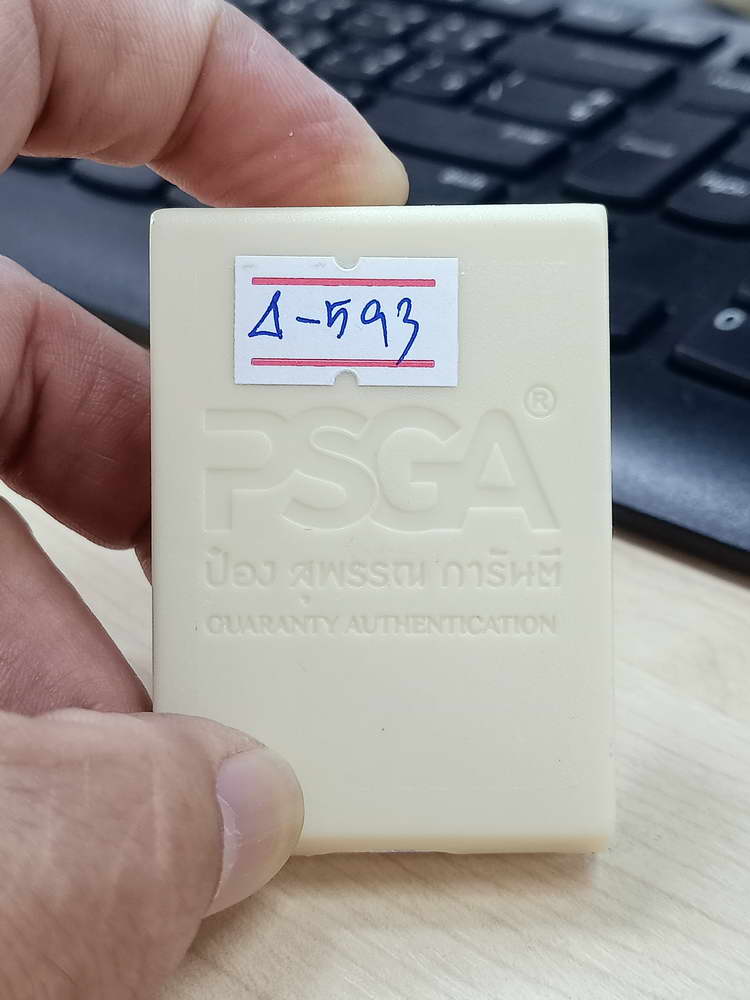 Δ-593
PSGA®
ป๋อง สุพรรณ การันตี
GUARANTY AUTHENTICATION